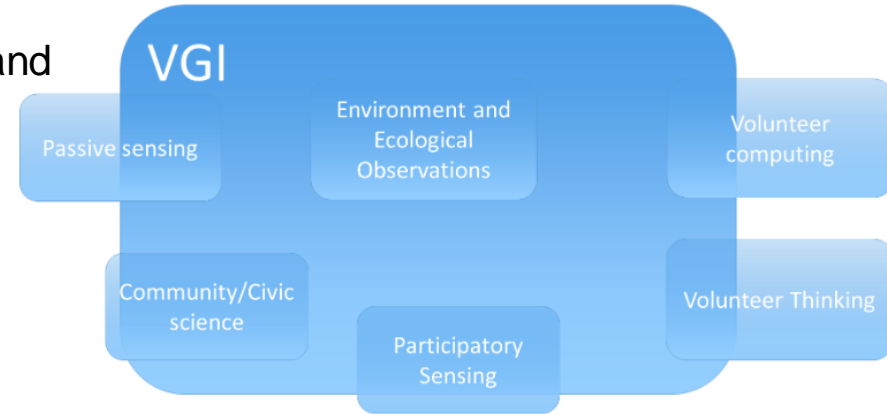 and
VGI
Passive sensing
Environment and
Ecological
Observations
Volunteer
computing
Community/Civic
science
Participatory
Sensing
Volunteer Thinking